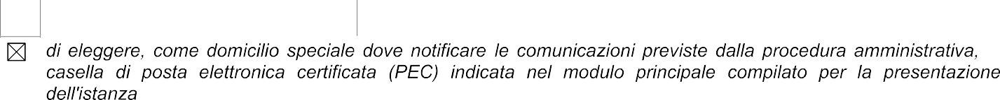 di eleggere, come domicilio speciale dove notificare le comunicazioni previste dalla procedura amministrativa,
casella di posta elettronica certificata (PEC) indicata nel modulo principale compilato per la presentazione
dell'istanza